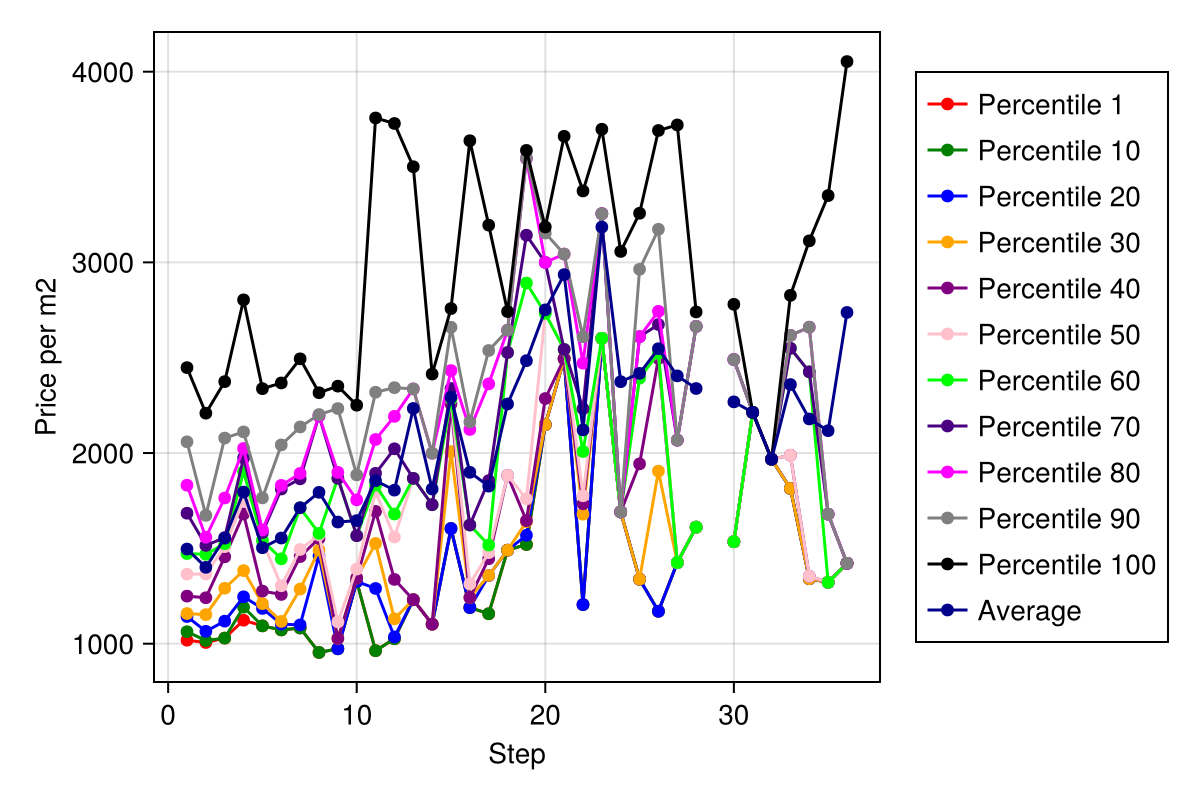 4000
3000
2000
1000
Price per m2
0
10
20
30
Step
Percentile 1
Percentile 10
Percentile 20
Percentile 30
Percentile 40
Percentile 50
Percentile 60
Percentile 70
Percentile 80
Percentile 90
Percentile 100
Average